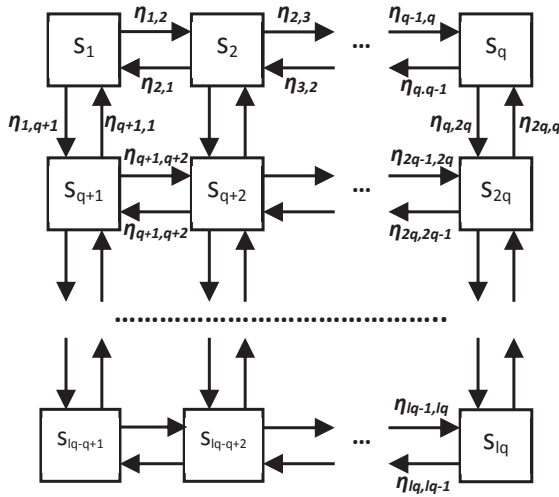 η1,2 η2,3 η q-1,q
S1 S2 ... Sq
η2,1 η3,2 η q.q-1
η1,q+1 ηq+1,1 ηq,2q η2q,q
ηq+1,q+2 η2q-1,2q
Sq+1 Sq+2 ... S2q
ηq+1,q+2 η2q,2q-1
ηlq-1,lq
Slq-q+1 Slq-q+2 ... Slq
ηlq,lq-1